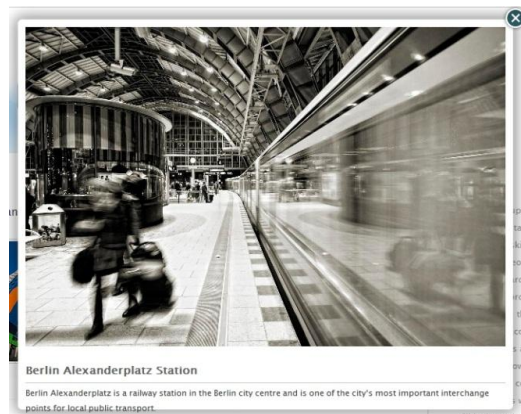 Berlin Alexanderplatz Station
Berlin Alexanderplatz is a railway station in the Berlin city centre and is one of the city's most important interchange
points for local public transport.